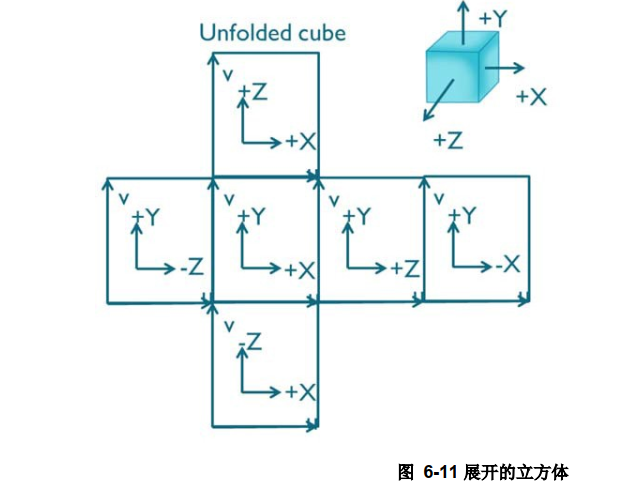 +Y
Unfolded cube
v
+Z
+X
+X
+Z
v
+Y
-Z
v
+Y
+X
v
+Y
+Z
v
+Y
-X
v
-Z
+X
图 6-11 展开的立方体